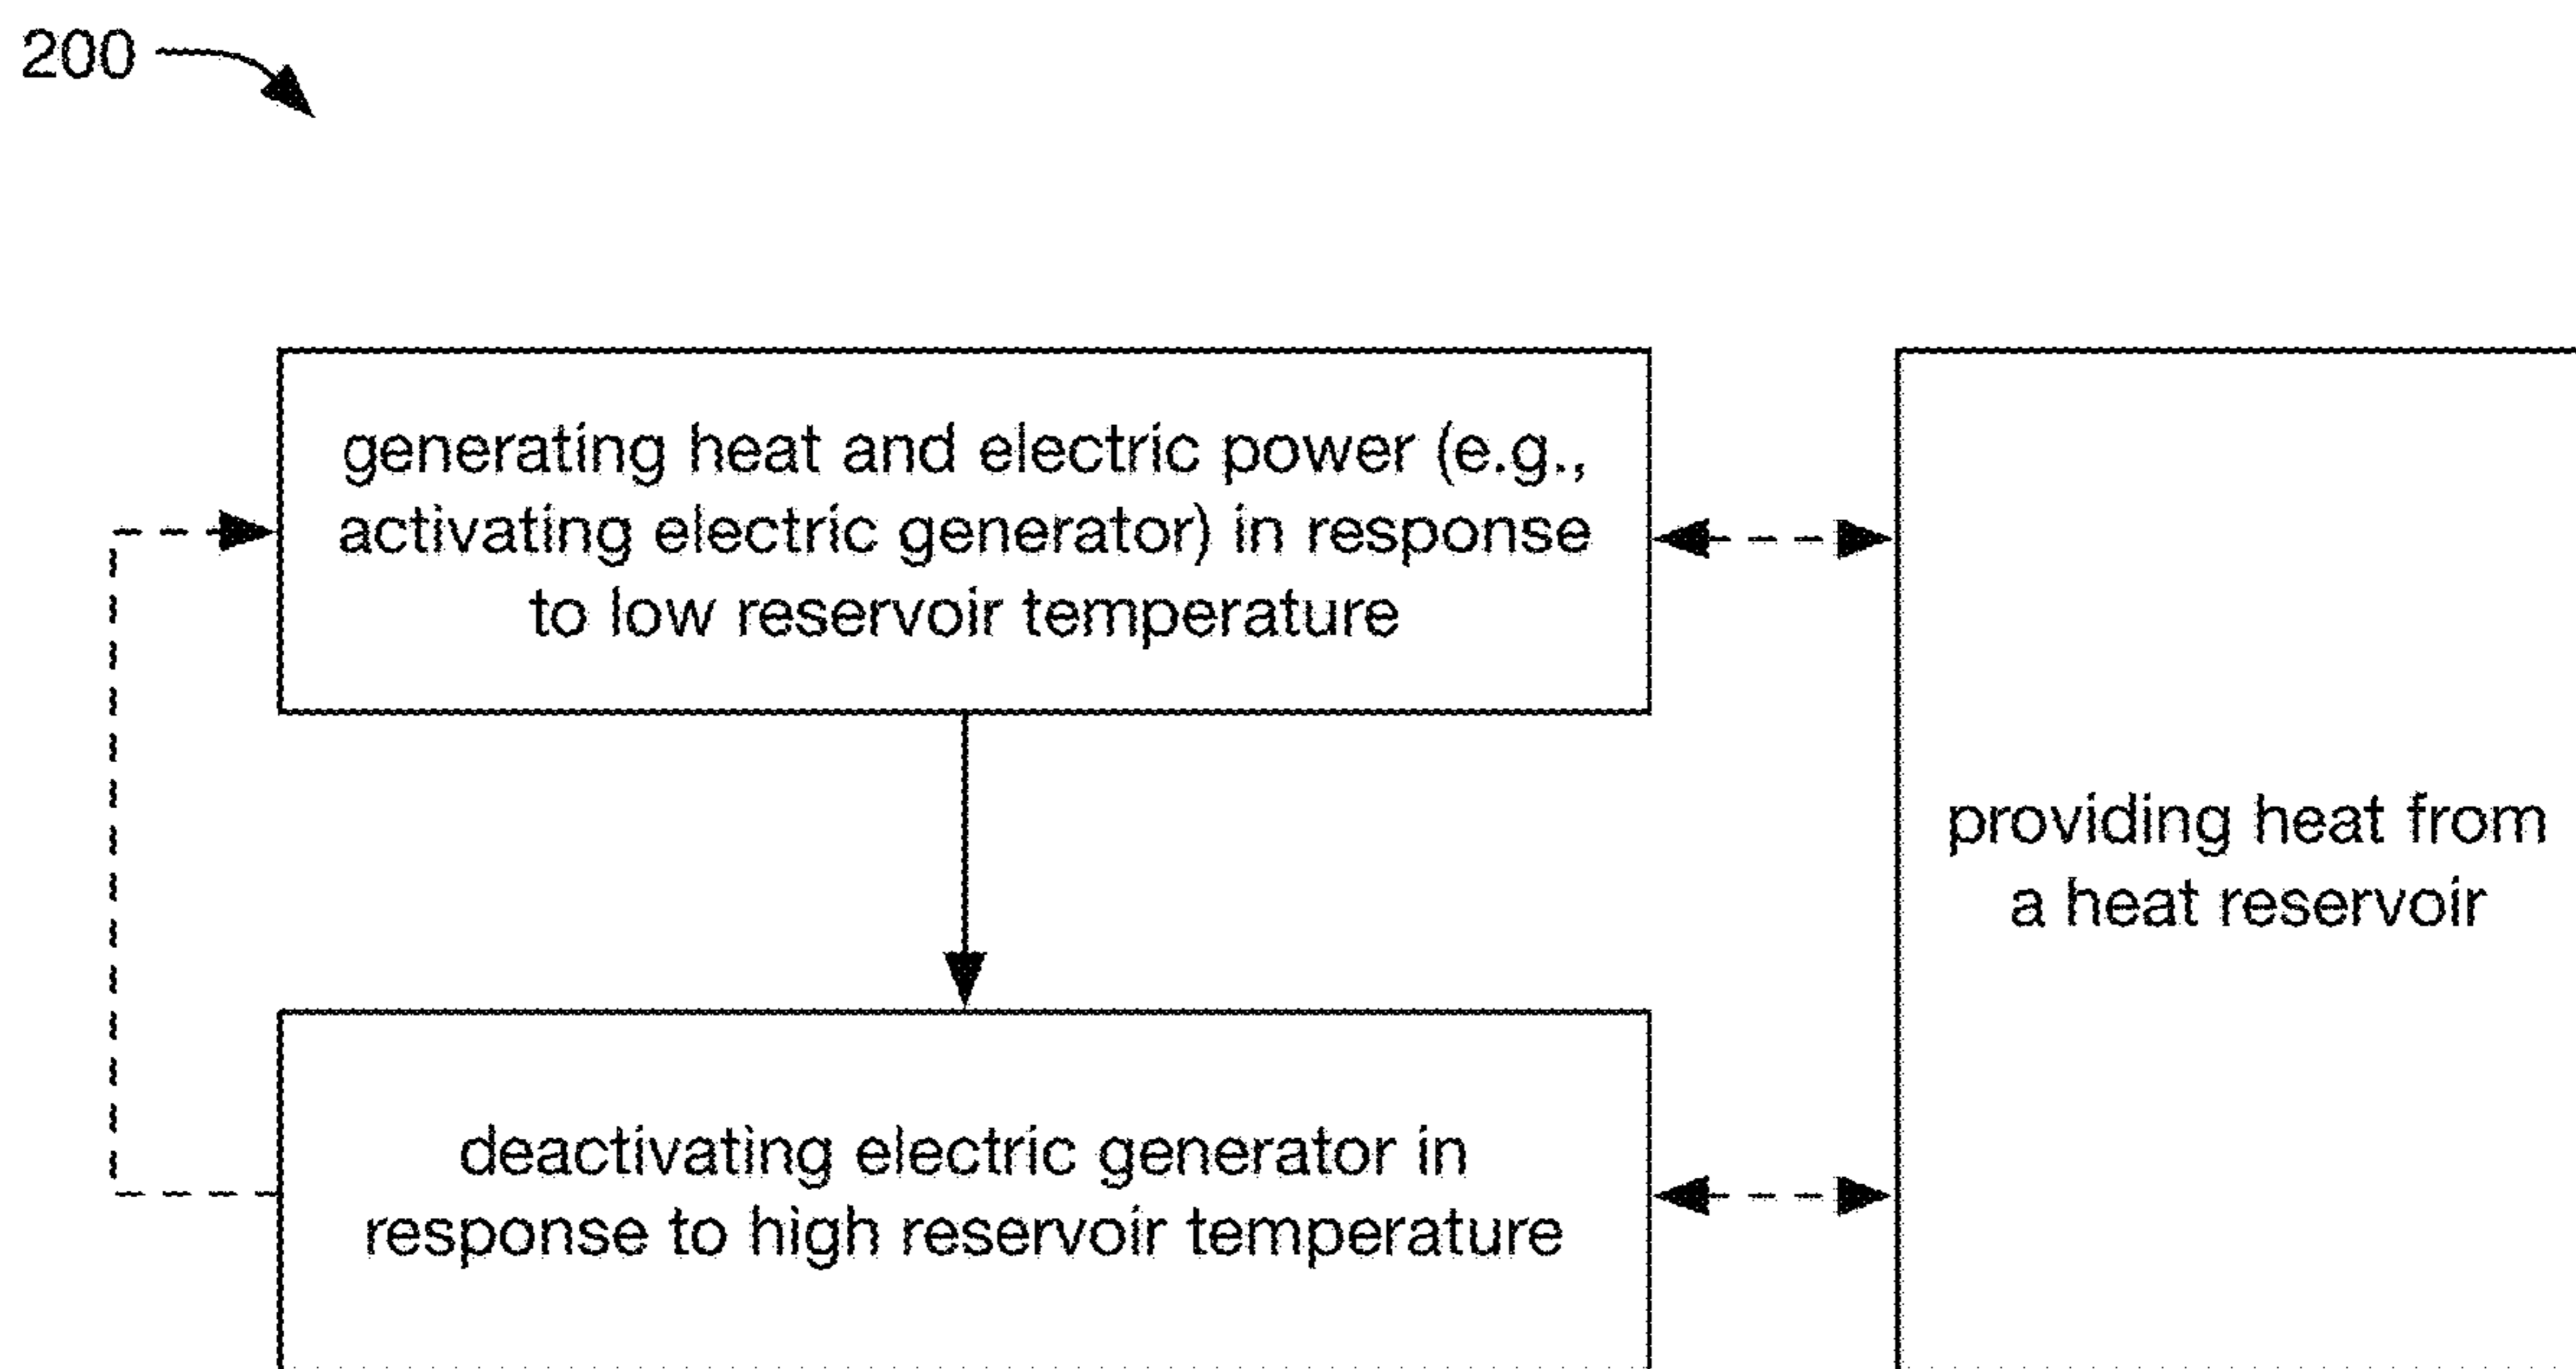 200
generating heat and electric power (e.g.,
activating electric generator) in response
to low reservoir temperature
providing heat from
a heat reservoir
deactivating electric generator in
response to high reservoir temperature